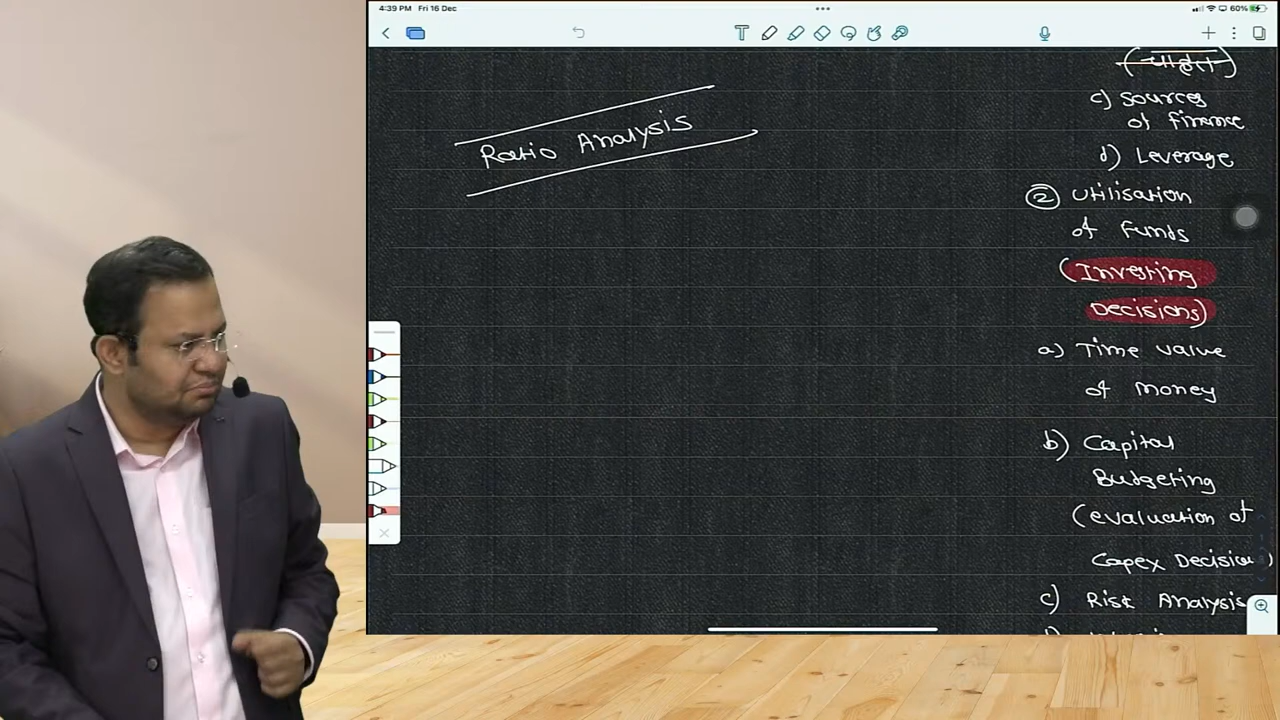 4:39 PM Fri 16 Dec
60%
Ratio Analysis
c) Sources
of Finance
d) Leverage
② Utilisation
of Funds
(Investing
Decisions)
a) Time value
of Money
b) Capital
Budgeting
(evaluation of
Capex Decision)
c) Risk Analysis